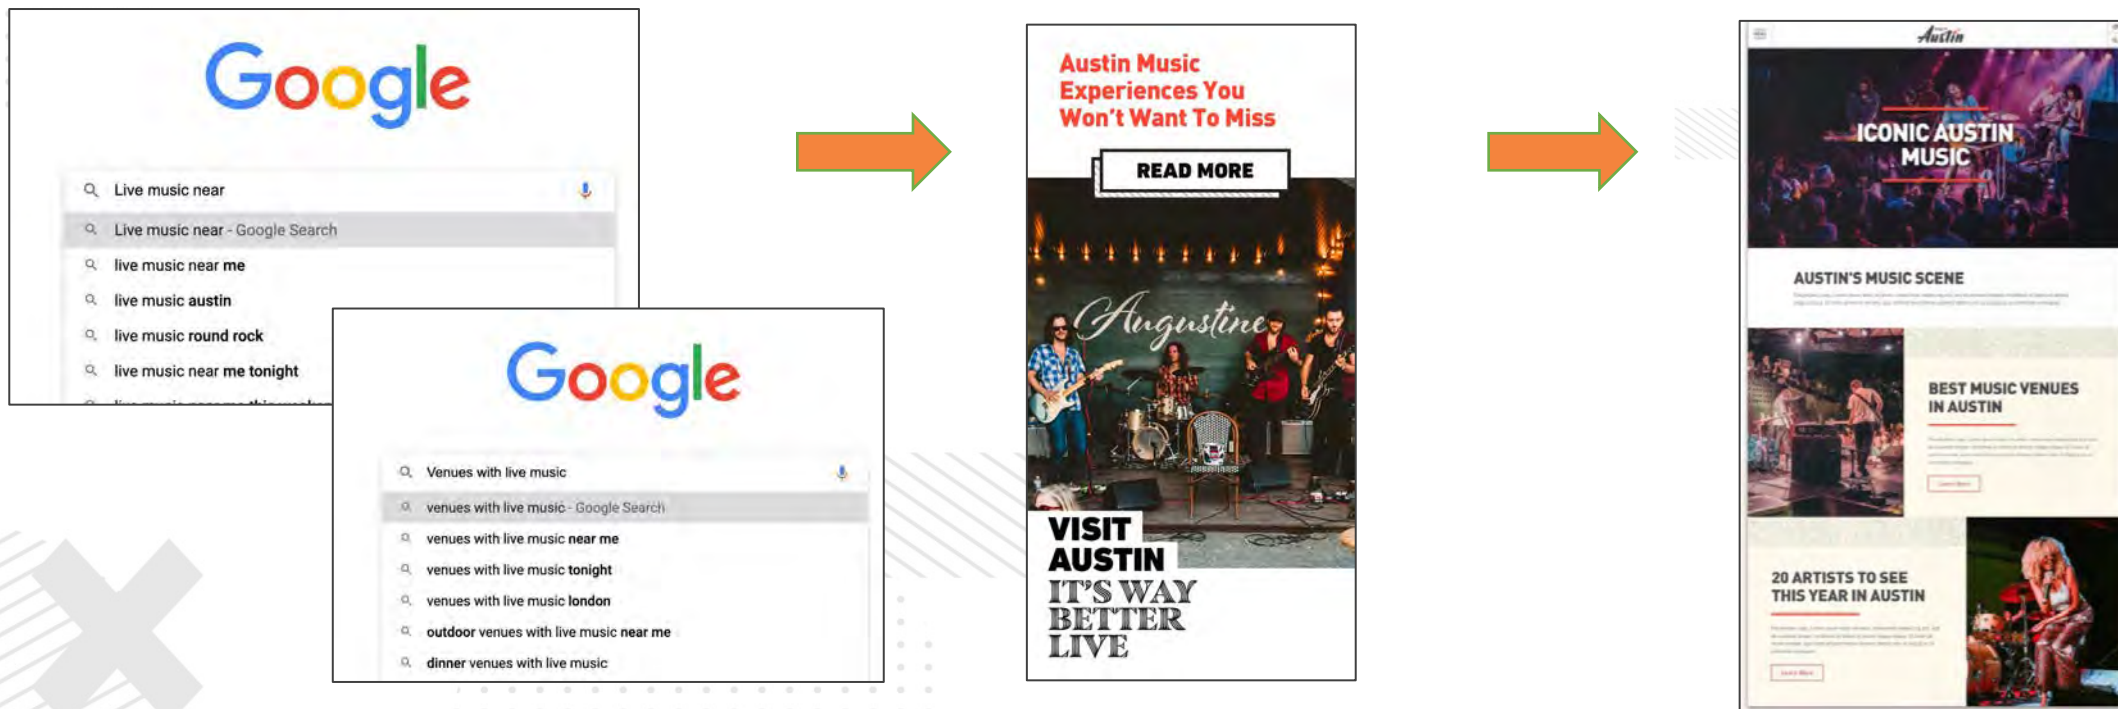 Google
Live music near
Live music near - Google Search
live music near me
live music austin
live music round rock
live music near me tonight
Google
Venues with live music
venues with live music - Google Search
venues with live music near me
venues with live music tonight
venues with live music london
outdoor venues with live music near me
dinner venues with live music
Austin Music
Experiences You
Won't Want To Miss
READ MORE
Augustine
VISIT
AUSTIN
IT'S WAY
BETTER
LIVE
Austin
ICONIC AUSTIN
MUSIC
AUSTIN'S MUSIC SCENE
BEST MUSIC VENUES
IN AUSTIN
Learn More
20 ARTISTS TO SEE
THIS YEAR IN AUSTIN
Learn More